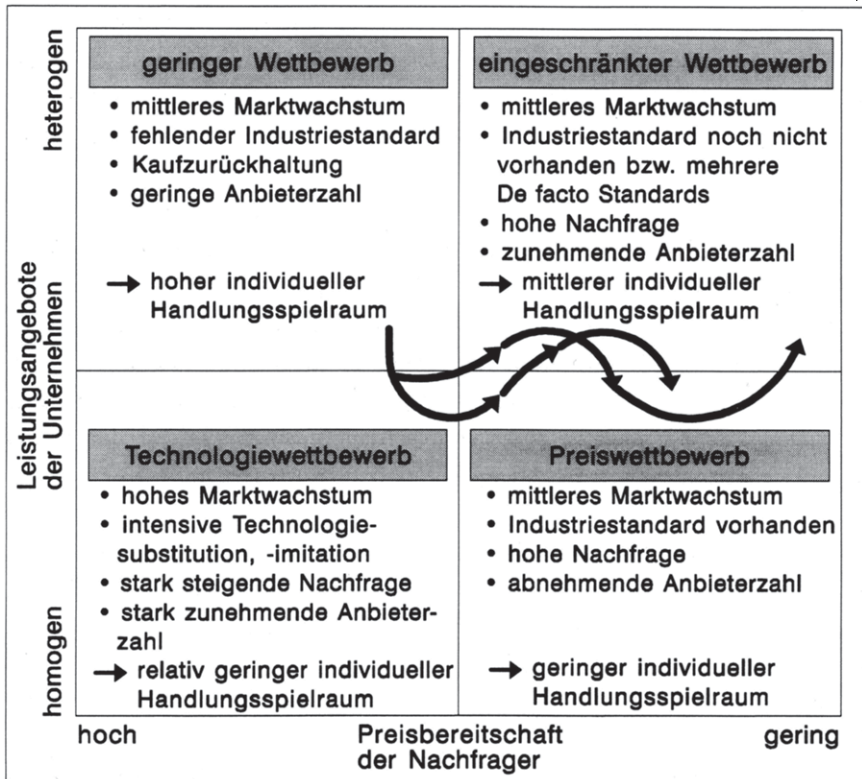 heterogen
geringer Wettbewerb
• mittleres Marktwachstum
• fehlender Industriestandard
• Kaufzurückhaltung
• geringe Anbieterzahl
→ hoher individueller
Handlungsspielraum
eingeschränkter Wettbewerb
• mittleres Marktwachstum
• Industriestandard noch nicht
vorhanden bzw. mehrere
De facto Standards
• hohe Nachfrage
• zunehmende Anbieterzahl
→ mittlerer individueller
Handlungsspielraum
Leistungsangebote
der Unternehmen
Technologiewettbewerb
• hohes Marktwachstum
• intensive Technologie-
substitution, -imitation
• stark steigende Nachfrage
• stark zunehmende Anbieter-
zahl
→ relativ geringer individueller
Handlungsspielraum
Preiswettbewerb
• mittleres Marktwachstum
• Industriestandard vorhanden
• hohe Nachfrage
• abnehmende Anbieterzahl
→ geringer individueller
Handlungsspielraum
homogen
hoch
Preisbereitschaft
der Nachfrager
gering